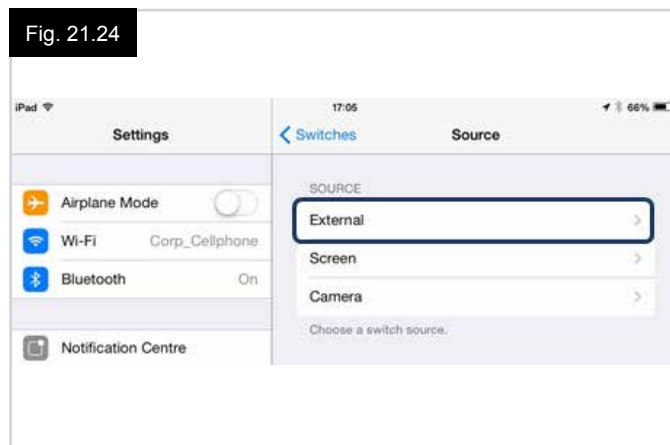 Fig. 21.24
iPad 17:05 66%
Settings
Switches Source
Airplane Mode
Wi-Fi Corp_Cellphone
Bluetooth On
Notification Centre
SOURCE
External
Screen
Camera
Choose a switch source.